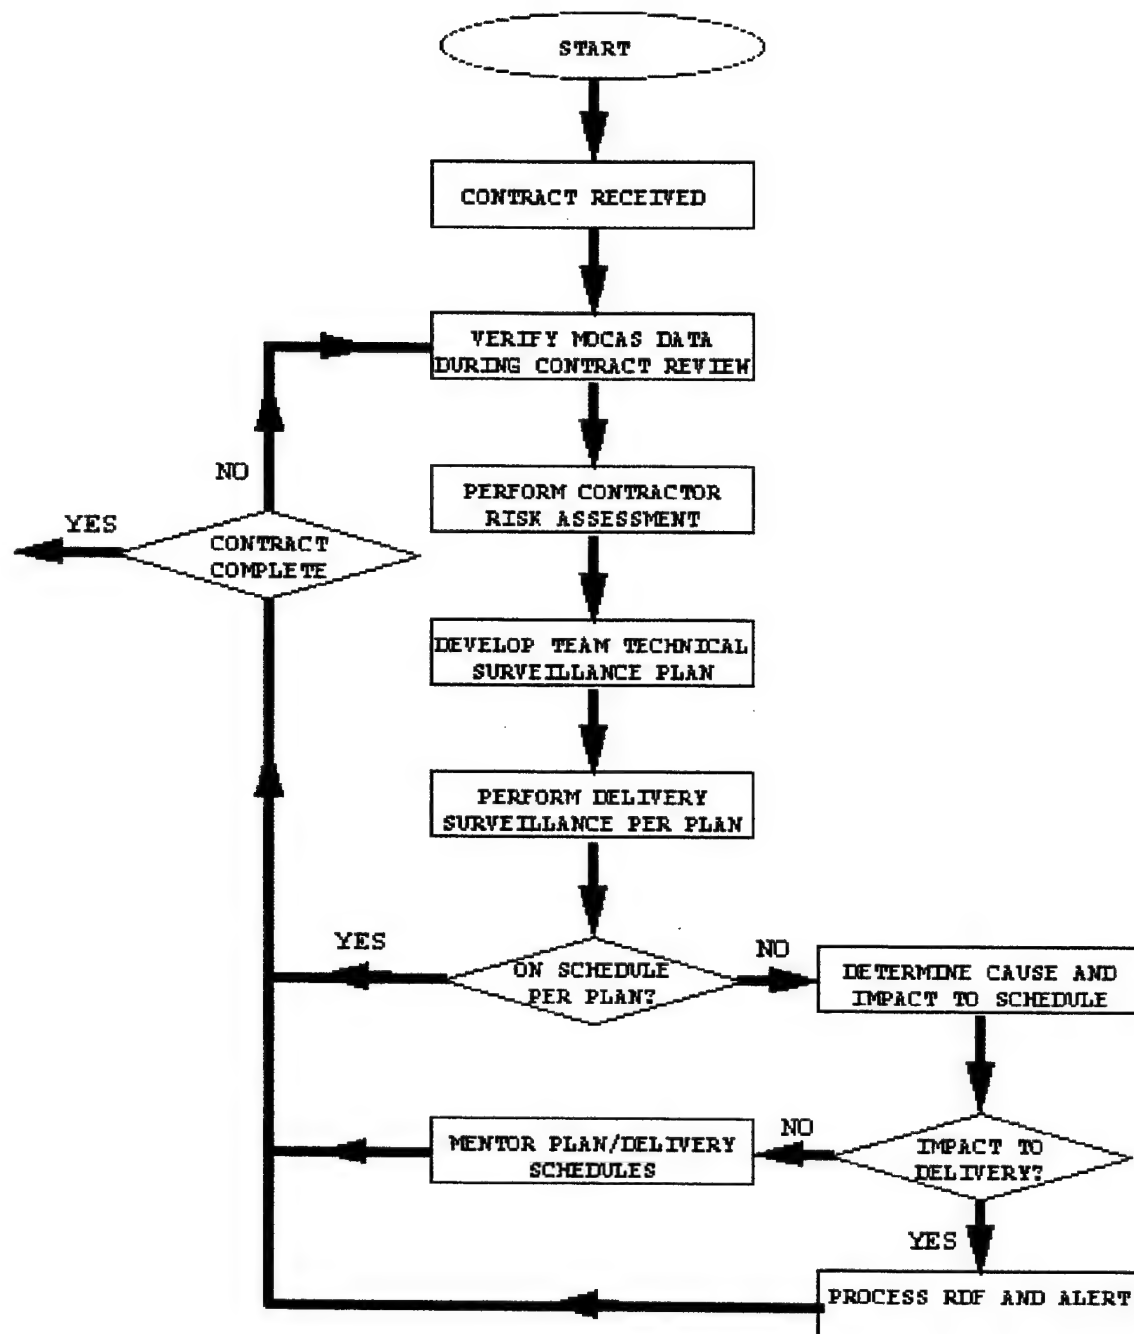 START
CONTRACT RECEIVED
VERIFY MOCAS DATA
DURING CONTRACT REVIEW
NO
PERFORM CONTRACTOR
RISK ASSESSMENT
YES
CONTRACT
COMPLETE
DEVELOP TEAM TECHNICAL
SURVEILLANCE PLAN
PERFORM DELIVERY
SURVEILLANCE PER PLAN
YES
ON SCHEDULE
PER PLAN?
NO
DETERMINE CAUSE AND
IMPACT TO SCHEDULE
MENTOR PLAN/DELIVERY
SCHEDULES
NO
IMPACT TO
DELIVERY?
YES
PROCESS RDF AND ALERT